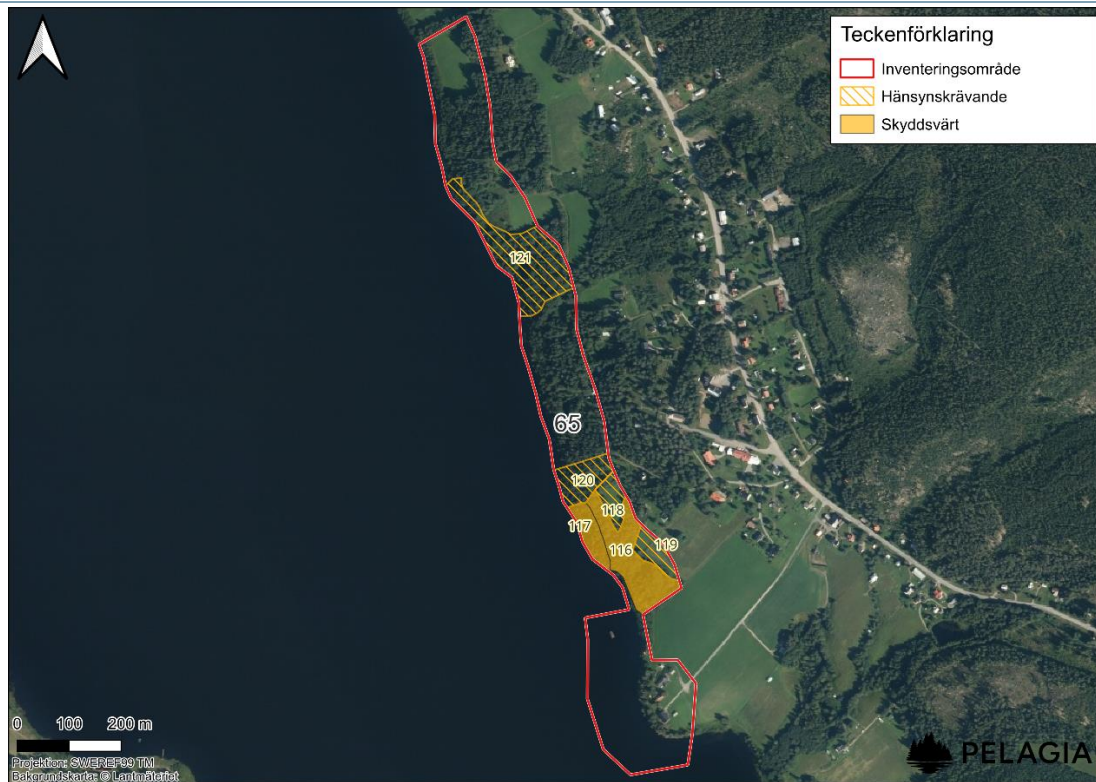 Teckenförklaring
Inventeringsområde
Hänsynskrävande
Skyddsvärt
121
65
120
118
117
119
116
0 100 200 m
Projektion: SWEREF99 TM
Bakgrundskarta: © Lantmäteriet
PELAGIA